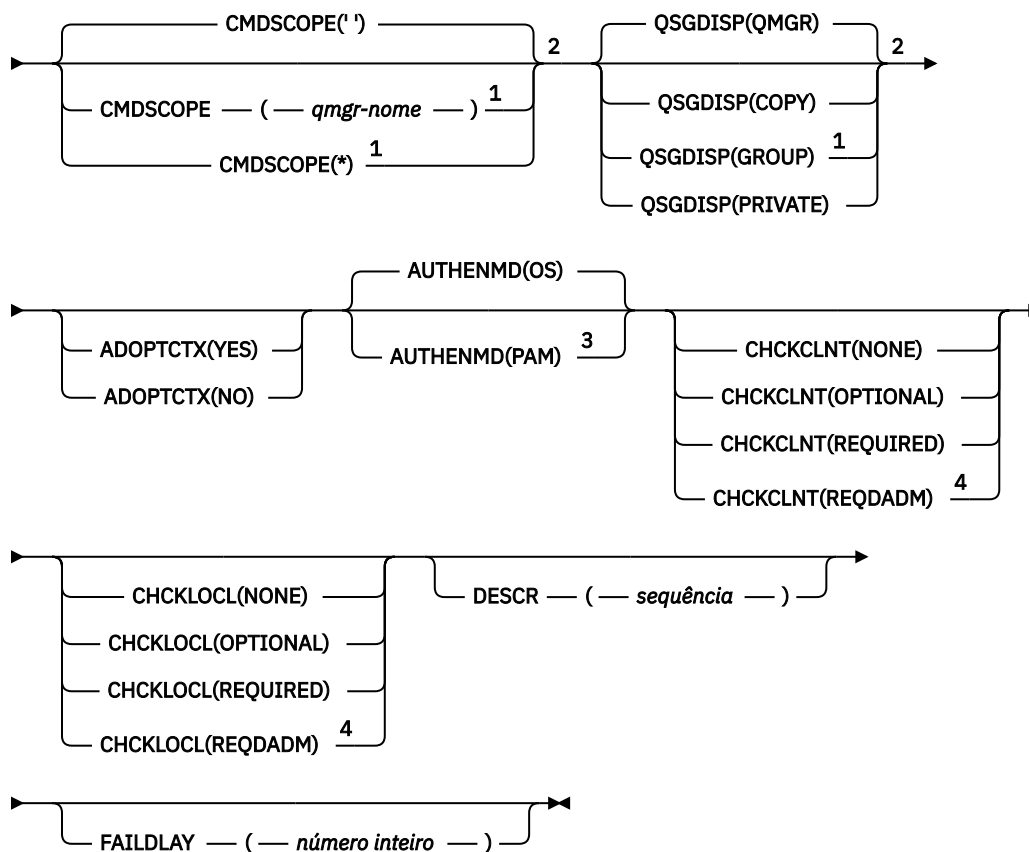 CMDSCOPE(' ')
2
CMDSCOPE ( qmgr-nome ) 1
CMDSCOPE(*) 1
QSGDISP(QMGR)
2
QSGDISP(COPY)
QSGDISP(GROUP) 1
QSGDISP(PRIVATE)
ADOPTCTX(YES)
ADOPTCTX(NO)
AUTHENMD(OS)
AUTHENMD(PAM) 3
CHCKCLNT(NONE)
CHCKCLNT(OPTIONAL)
CHCKCLNT(REQUIRED)
CHCKCLNT(REQDADM) 4
CHCKLOCL(NONE)
CHCKLOCL(OPTIONAL)
CHCKLOCL(REQUIRED)
CHCKLOCL(REQDADM) 4
DESCR ( sequência )
FAILDLAY ( número inteiro )